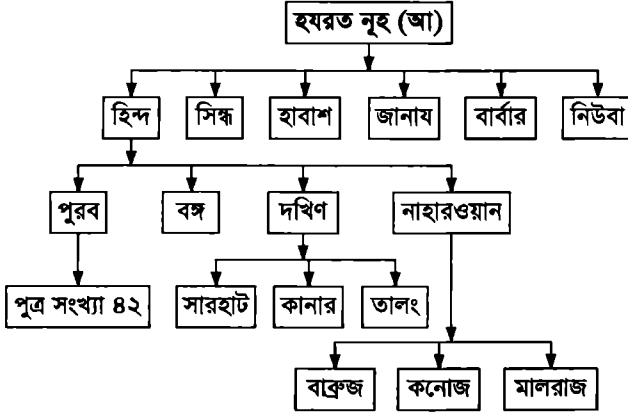 হযরত নূহ (আ)
হিন্দ সিন্ধ হাবাশ জানায বার্বার নিউবা
পুরব বঙ্গ দখিণ নাহারওয়ান
পুত্র সংখ্যা ৪২ সারহাট কানার তালং
বাব্রুজ কনোজ মালরাজ